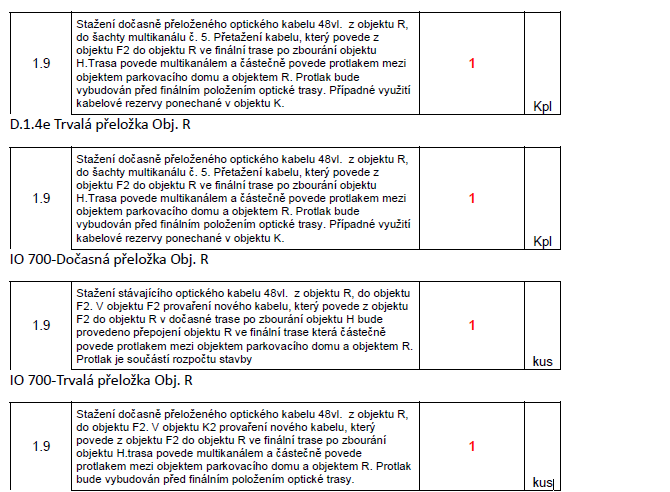 Stažení dočasně přeloženého optického kabelu 48vl.  z objektu R,
do šachty multikanálu č. 5. Přetažení kabelu, který povede z
objektu F2 do objektu R ve finální trase po zbourání objektu
1.9 H.Trasa povede multikanálem a částečně povede protlakem mezi 1
objektem parkovacího domu a objektem R. Protlak bude
vybudován před finálním položením optické trasy. Případné využití
kabelové rezervy ponechané v objektu K. Kpl
D.1.4e Trvalá přeložka Obj. R
Stažení dočasně přeloženého optického kabelu 48vl.  z objektu R,
do šachty multikanálu č. 5. Přetažení kabelu, který povede z
objektu F2 do objektu R ve finální trase po zbourání objektu
1.9 H.Trasa povede multikanálem a částečně povede protlakem mezi 1
objektem parkovacího domu a objektem R. Protlak bude
vybudován před finálním položením optické trasy. Případné využití
kabelové rezervy ponechané v objektu K. Kpl
IO 700-Dočasná přeložka Obj. R
Stažení stávajícího optického kabelu 48vl.  z objektu R, do objektu
F2. V objektu F2 provaření nového kabelu, který povede z objektu
1.9 F2 do objektu R v dočasné trase po zbourání objektu H bude 1
provedeno přepojení objektu R ve finální trase která částečně
povede protlakem mezi objektem parkovacího domu a objektem R.
Protlak je součástí rozpočtu stavby kus
IO 700-Trvalá přeložka Obj. R
Stažení dočasně přeloženého optického kabelu 48vl.  z objektu R,
do objektu F2. V objektu K2 provaření nového kabelu, který
povede z objektu F2 do objektu R ve finální trase po zbourání
1.9 objektu H.trasa povede multikanálem a částečně povede 1
protlakem mezi objektem parkovacího domu a objektem R. Protlak
bude vybudován před finálním položením optické trasy. kus